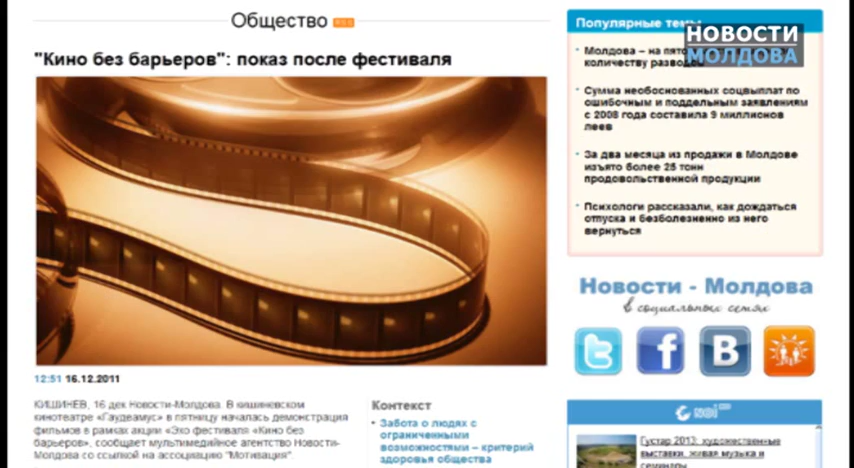 Общество RSS
"Кино без барьеров": показ после фестиваля
12:51 16.12.2011
КИШИНЕВ, 16 дек Новости-Молдова. В кишиневском
кинотеатре «Гаудеамус» в пятницу началась демонстрация
фильмов в рамках акции «Эхо фестиваля «Кино без
барьеров», сообщает мультимедийное агентство Новости-
Молдова со ссылкой на ассоциацию "Мотивация"
Контекст
Забота о людях с
ограниченными
возможностями – критерий
здоровья общества
Популярные темы
НОВОСТИ
МОЛДОВА
Молдова – на
количеству разводов
Сумма необоснованных соцвыплат по
ошибочным и поддельным заявлениям
с 2008 года составила 9 миллионов
леев
За два месяца из продажи в Молдове
изъято более 25 тонн
продовольственной продукции
Психологи рассказали, как дождаться
отпуска и безболезненно из него
вернуться
Новости - Молдова
в социальных сетях
noi
Густар 2013: художественные
выставки, живая музыка и
семинары